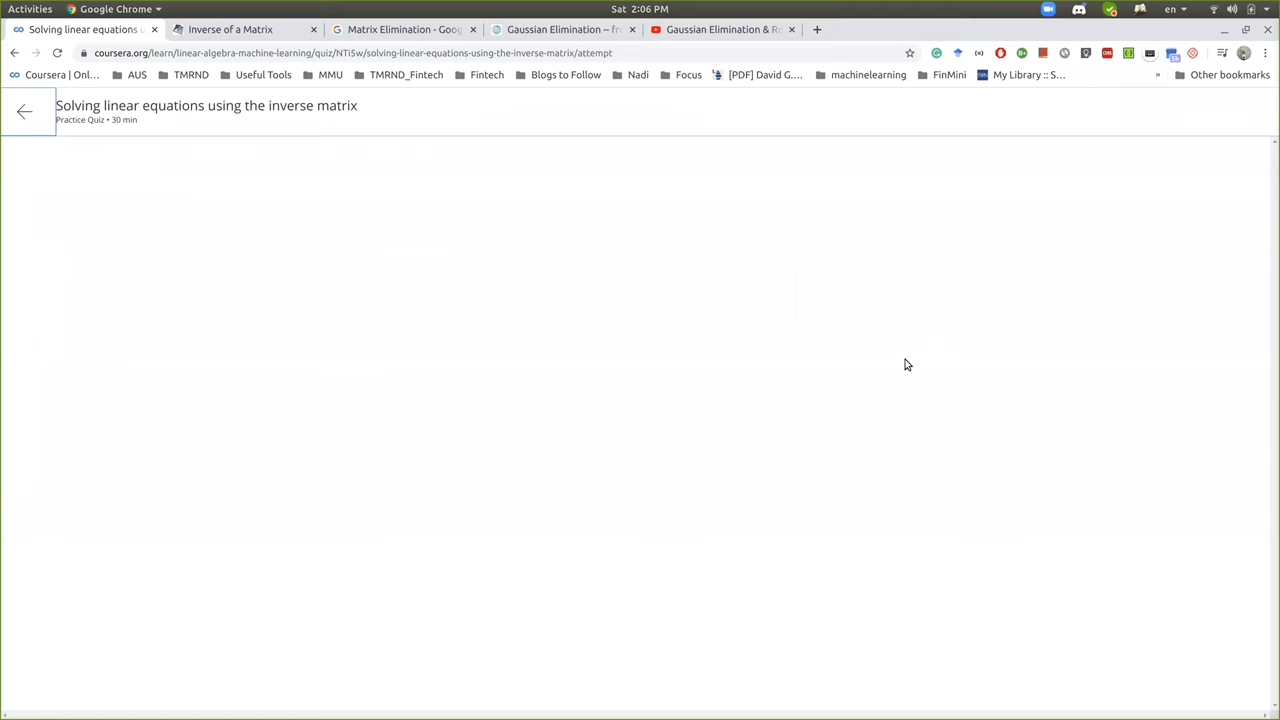 Activities Google Chrome Sat 2:06 PM en
Solving linear equations u Inverse of a Matrix Matrix Elimination - Goog Gaussian Elimination -- fro Gaussian Elimination & Ro
coursera.org/learn/linear-algebra-machine-learning/quiz/NTi5w/solving-linear-equations-using-the-inverse-matrix/attempt
Coursera | Onl... AUS TMRND Useful Tools MMU TMRND_Fintech Fintech Blogs to Follow Nadi Focus [PDF] David G.... machinelearning FinMini My Library :: S... » Other bookmarks
Solving linear equations using the inverse matrix
Practice Quiz • 30 min